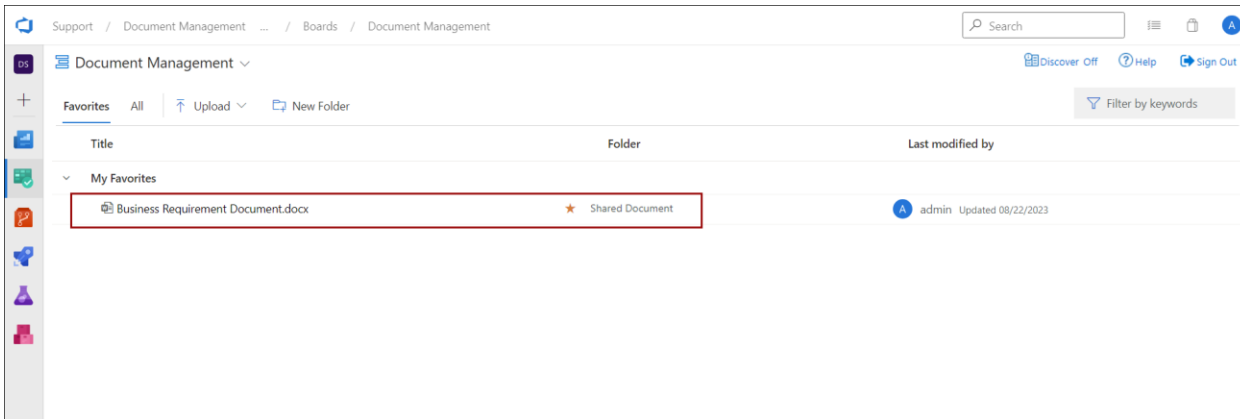 Support / Document Management ... / Boards / Document Management Search A
DS Document Management Discover Off ? Help Sign Out
Favorites All Upload New Folder Filter by keywords
Title Folder Last modified by
My Favorites
Business Requirement Document.docx ★ Shared Document A admin Updated 08/22/2023